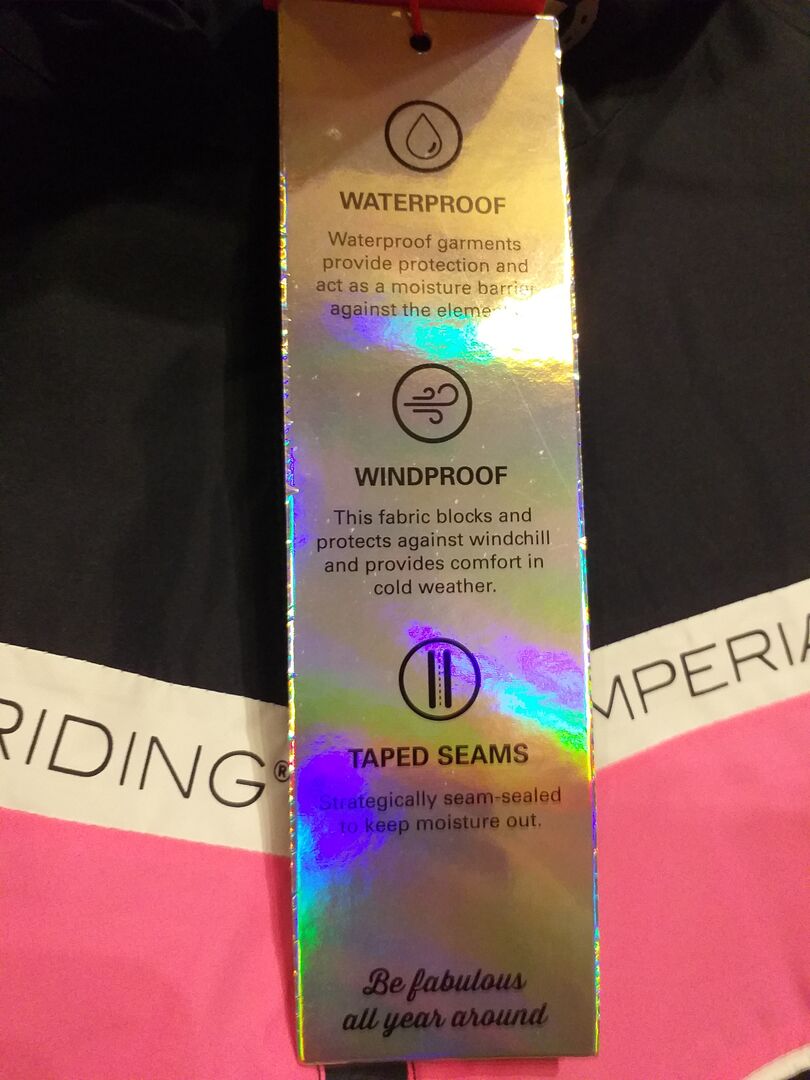 WATERPROOF
Waterproof garments
provide protection and
act as a moisture barrier
against the
WINDPROOF
This fabric blocks and
protects against windchill
and provides comfort in
cold weather.
RIDING®
MPERIA
TAPED SEAMS
Strategically seam-sealed
to keep moisture out.
Be fabulous
all year around